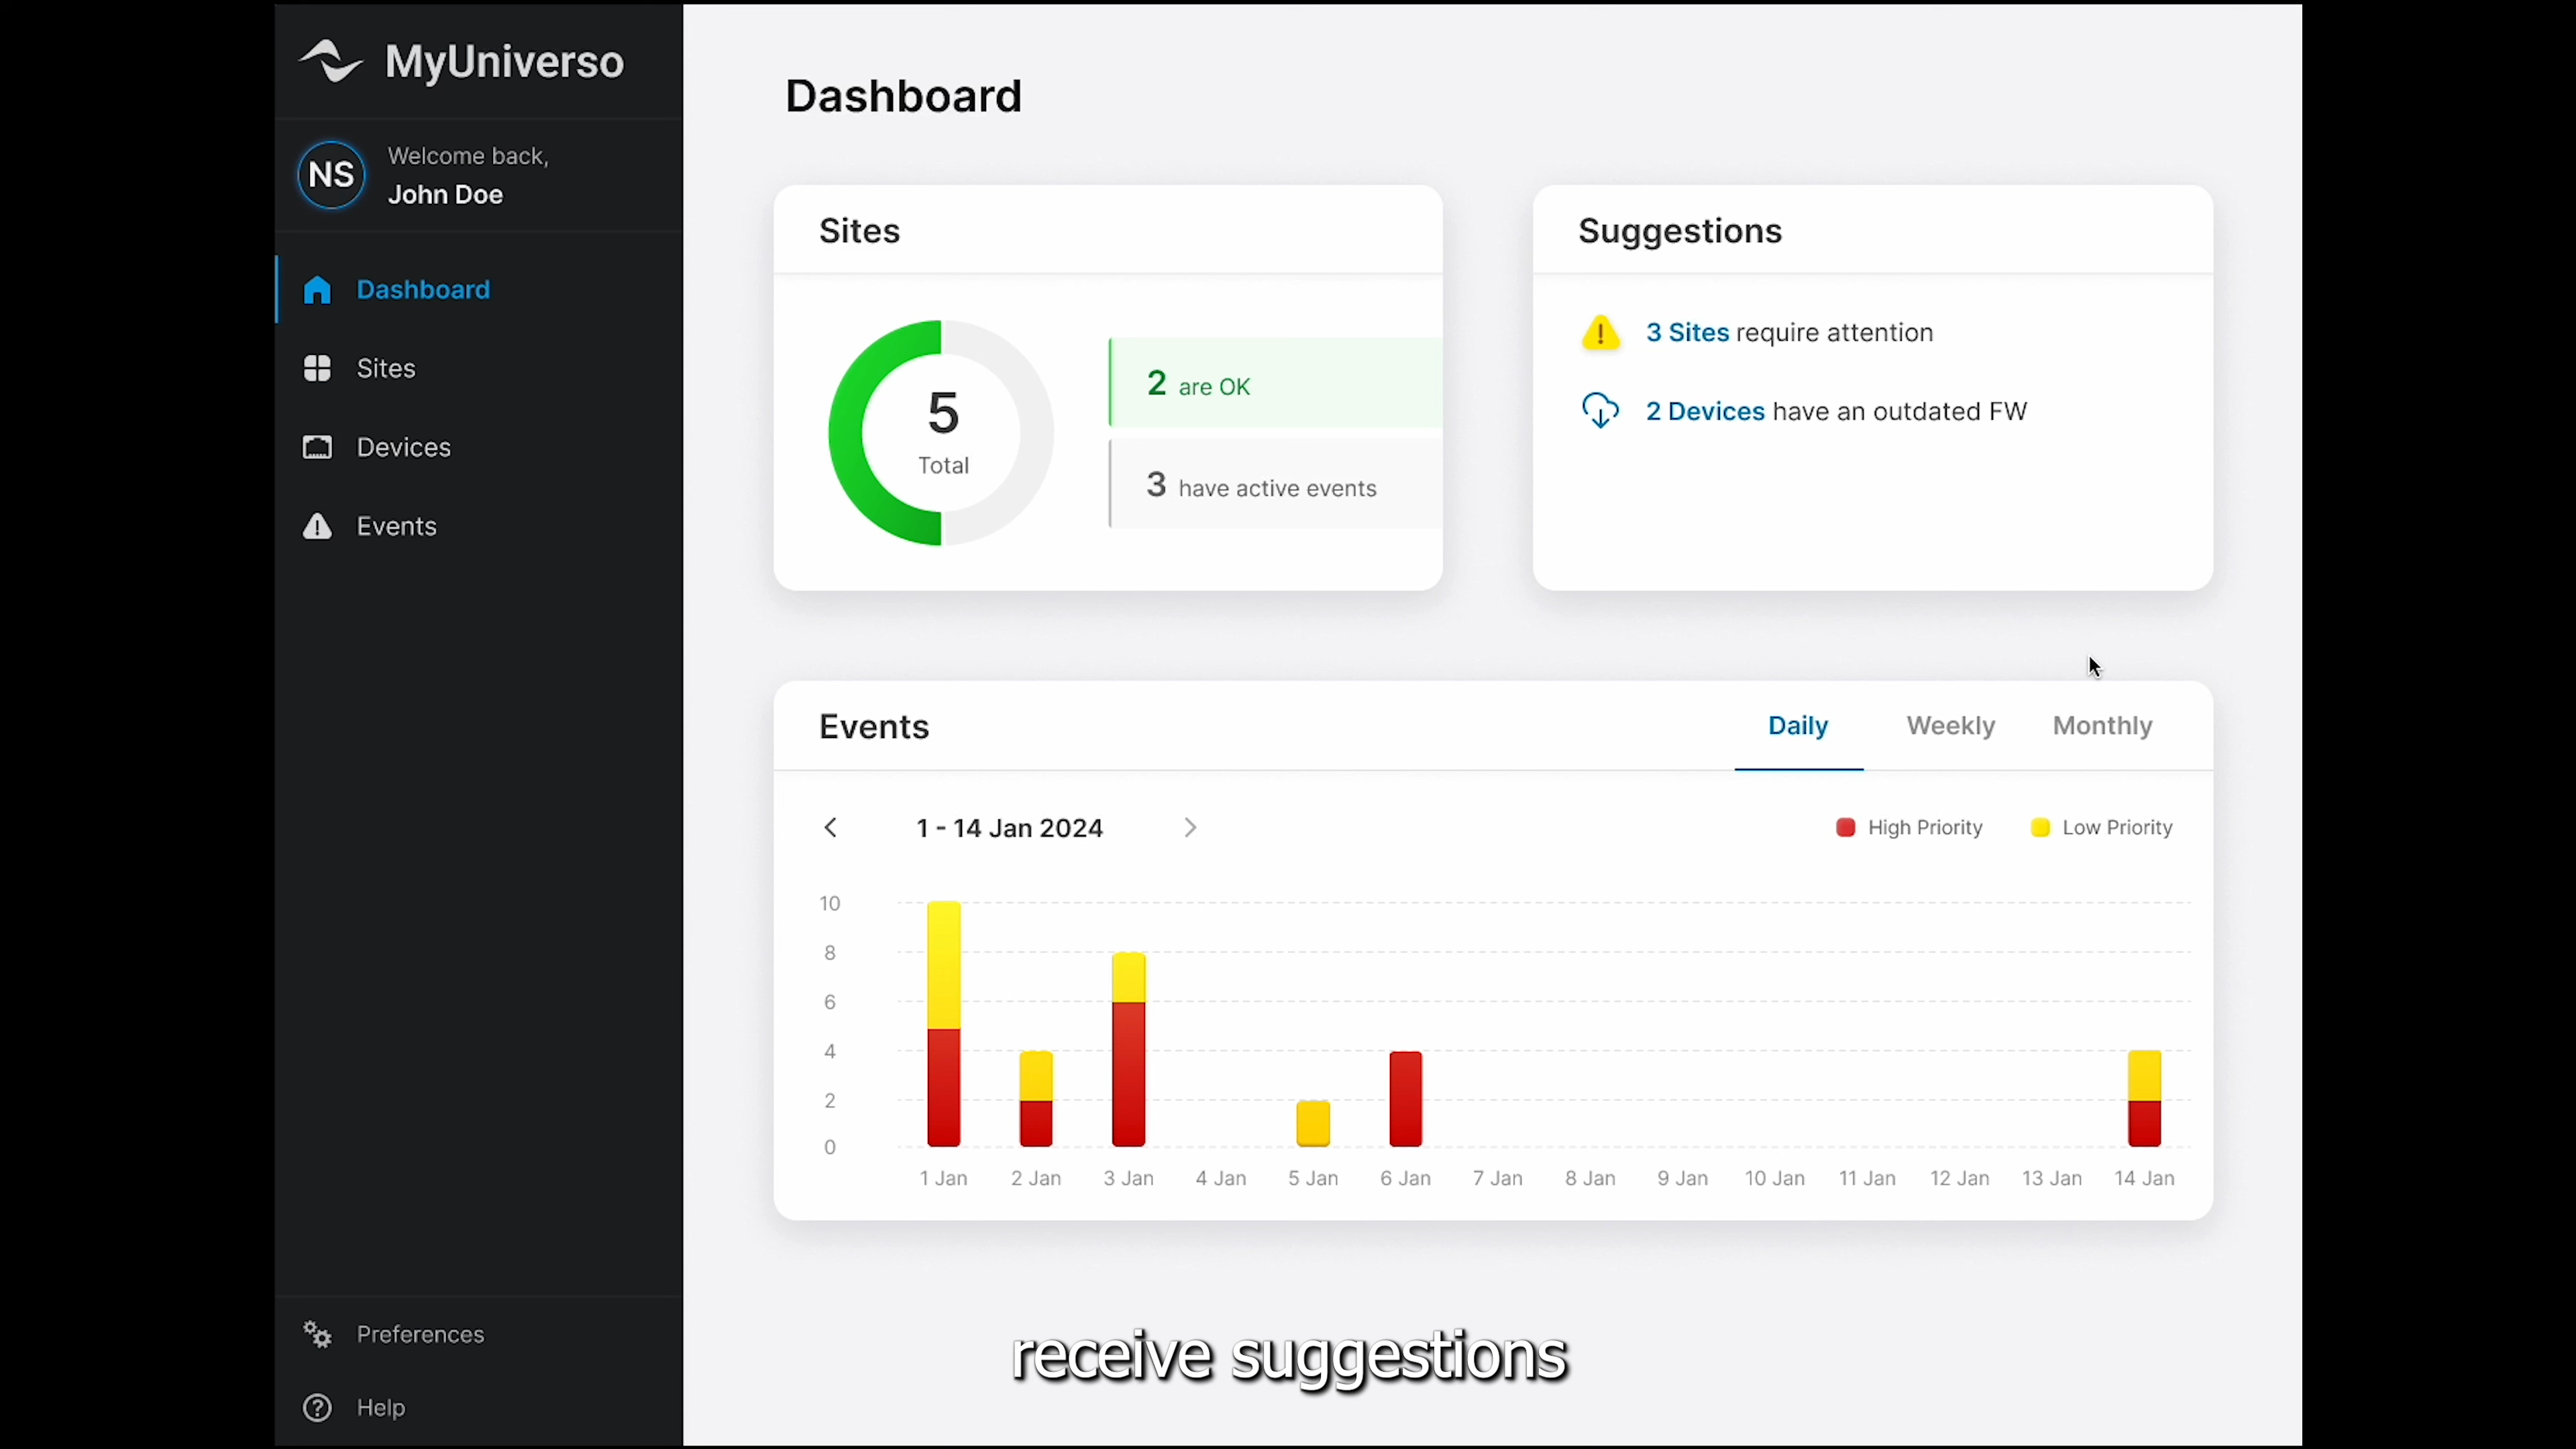 MyUniverso
NS
Welcome back,
John Doe
Dashboard
Sites
Devices
Events
Preferences
Help
Dashboard
Sites
5
Total
2 are OK
3 have active events
Suggestions
3 Sites require attention
2 Devices have an outdated FW
Events
Daily Weekly Monthly
1 - 14 Jan 2024
High Priority Low Priority
10
8
6
4
2
0
1 Jan 2 Jan 3 Jan 4 Jan 5 Jan 6 Jan 7 Jan 8 Jan 9 Jan 10 Jan 11 Jan 12 Jan 13 Jan 14 Jan
receive suggestions